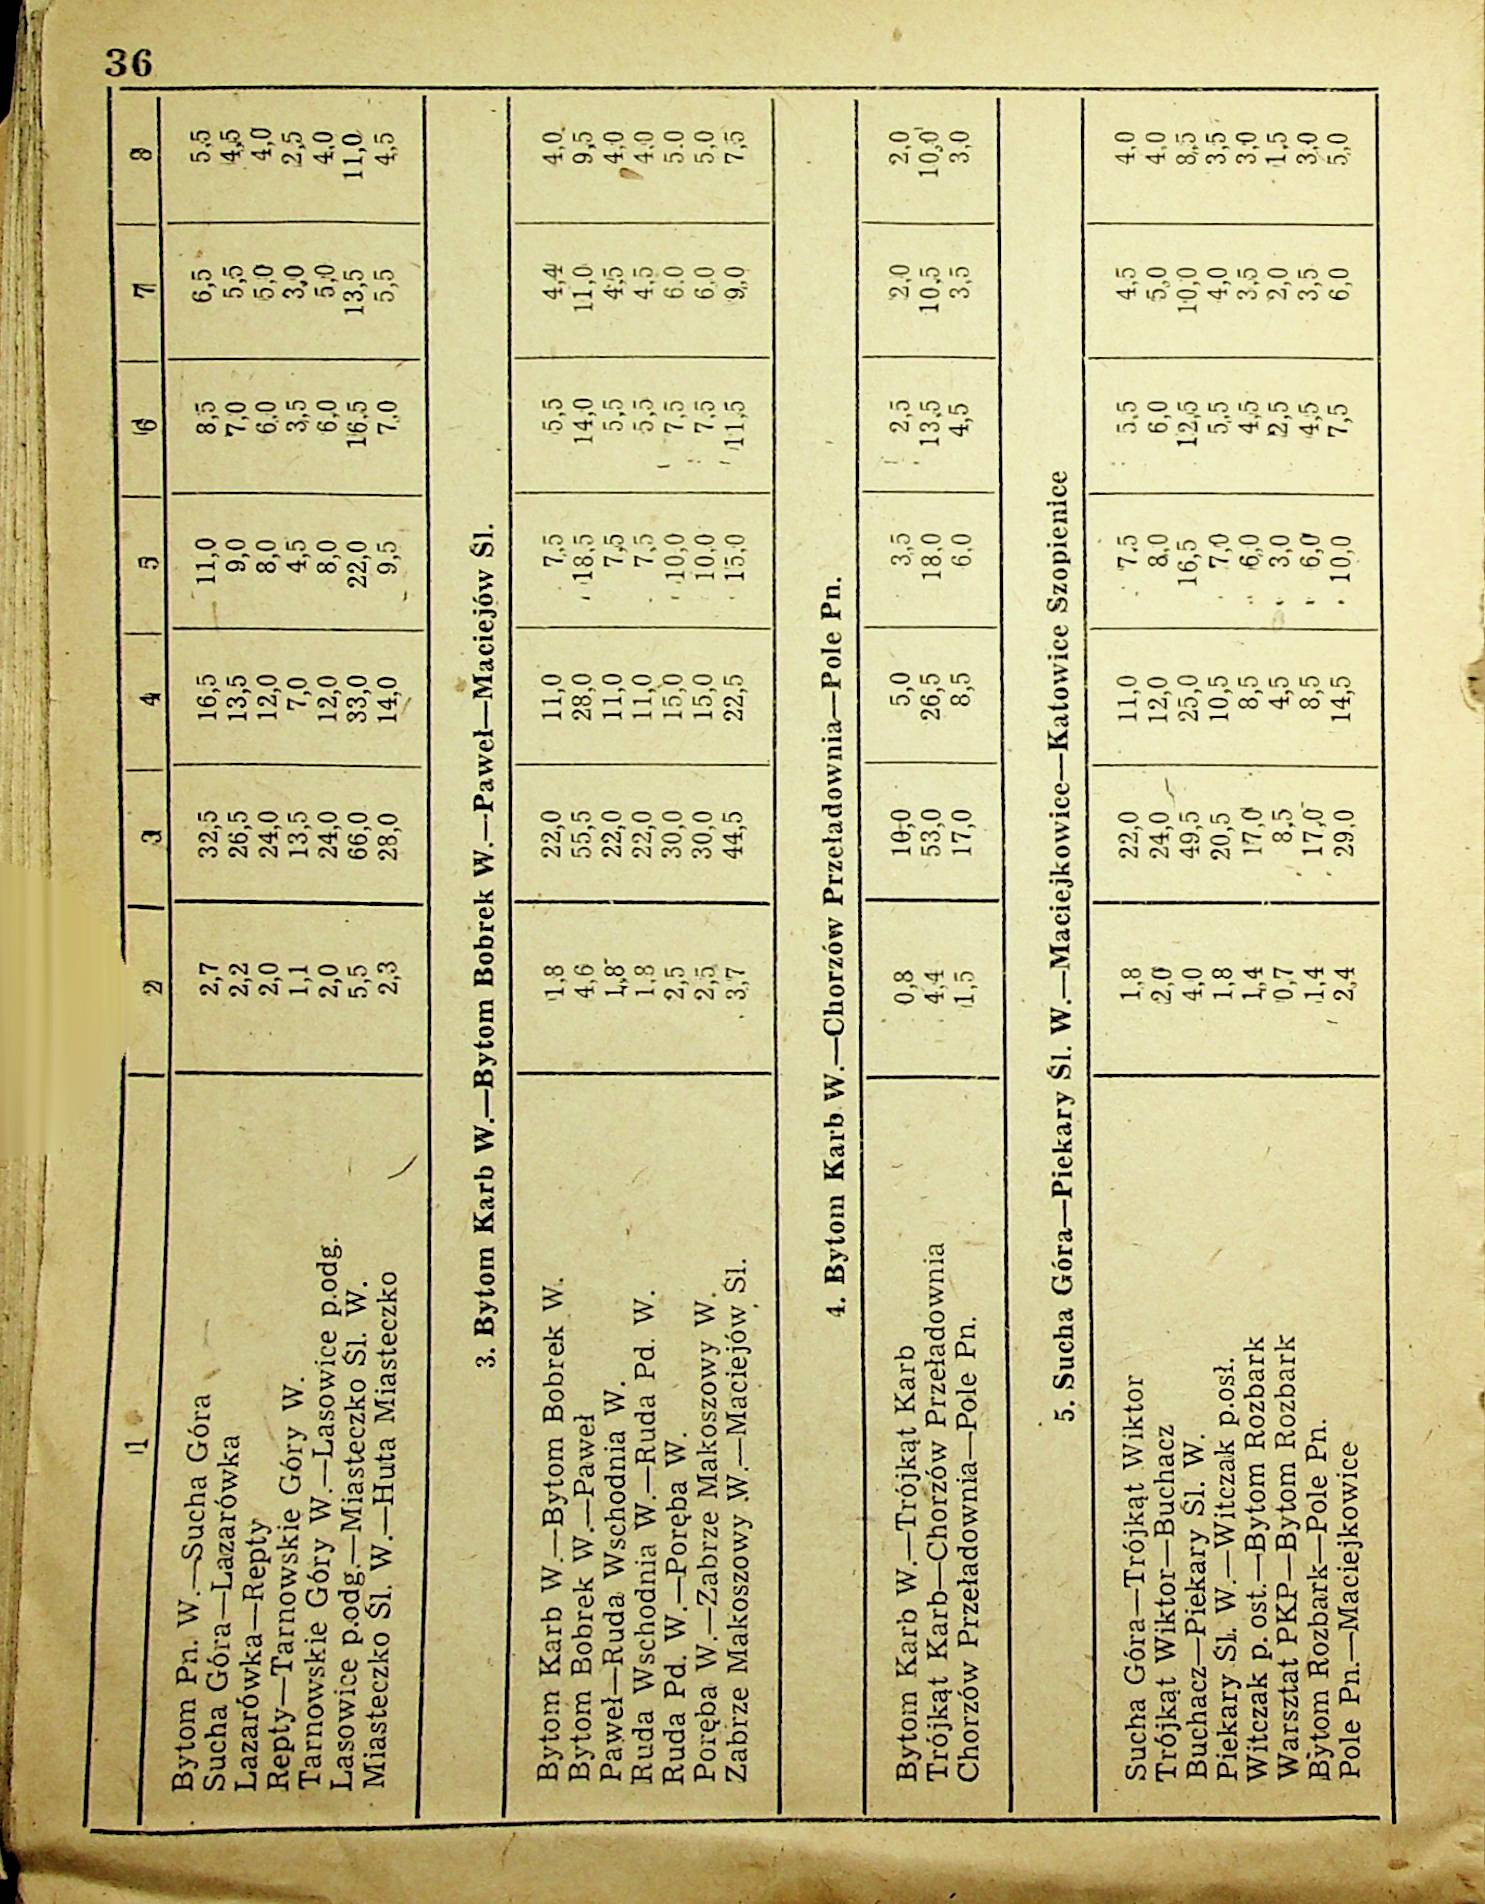 36
1 2 3 4 5 6 7 8
Bytom Pn. W.—Sucha Góra 2,7 32,5 16,5 11,0 8,5 6,5 5,5
Sucha Góra—Lazarówka 2,2 26,5 13,5 9,0 7,0 5,5 4,5
Lazarówka—Repty 2,0 24,0 12,0 8,0 6,0 5,0 4,0
Repty—Tarnowskie Góry W. 1,1 13,5 7,0 4,5 3,5 3,0 2,5
Tarnowskie Góry W.—Lasowice p.odg. 2,0 24,0 12,0 8,0 6,0 5,0 4,0
Lasowice p.odg.—Miasteczko Śl. W. 5,5 66,0 33,0 22,0 16,5 13,5 11,0
Miasteczko Śl. W.—Huta Miasteczko 2,3 28,0 14,0 9,5 7,0 5,5 4,5
3. Bytom Karb W.—Bytom Bobrek W.—Paweł—Maciejów Śl.
Bytom Karb W.—Bytom Bobrek W. 1,8 22,0 11,0 7,5 5,5 4,4 4,0
Bytom Bobrek W.—Paweł 4,6 55,5 28,0 18,5 14,0 11,0 9,5
Paweł—Ruda Wschodnia W. 1,8 22,0 11,0 7,5 5,5 4,5 4,0
Ruda Wschodnia W.—Ruda Pd. W. 1,8 22,0 11,0 7,5 5,5 4,5 4,0
Ruda Pd. W.—Poręba W. 2,5 30,0 15,0 10,0 7,5 6,0 5,0
Poręba W.—Zabrze Makoszowy W. 2,5 30,0 15,0 10,0 7,5 6,0 5,0
Zabrze Makoszowy W.—Maciejów Śl. 3,7 44,5 22,5 15,0 11,5 9,0 7,5
4. Bytom Karb W.—Chorzów Przeładownia—Pole Pn.
Bytom Karb W.—Trójkąt Karb 0,8 10,0 5,0 3,5 2,5 2,0 2,0
Trójkąt Karb—Chorzów Przeładownia 4,4 53,0 26,5 18,0 13,5 10,5 10,0
Chorzów Przeładownia—Pole Pn. 1,5 17,0 8,5 6,0 4,5 3,5 3,0
5. Sucha Góra—Piekary Śl. W.—Maciejkowice—Katowice Szopienice
Sucha Góra—Trójkąt Wiktor 1,8 22,0 11,0 7,5 5,5 4,5 4,0
Trójkąt Wiktor—Buchacz 2,0 24,0 12,0 8,0 6,0 5,0 4,0
Buchacz—Piekary Śl. W. 4,0 49,5 25,0 16,5 12,5 10,0 8,5
Piekary Śl. W.—Witczak p.osł. 1,8 20,5 10,5 7,0 5,5 4,0 3,5
Witczak p. ost.—Bytom Rozbark 1,4 17,0 8,5 6,0 4,5 3,5 3,0
Warsztat PKP—Bytom Rozbark 0,7 8,5 4,5 3,0 2,5 2,0 1,5
Bytom Rozbark—Pole Pn. 1,4 17,0 8,5 6,0 4,5 3,5 3,0
Pole Pn.—Maciejkowice 2,4 29,0 14,5 10,0 7,5 6,0 5,0